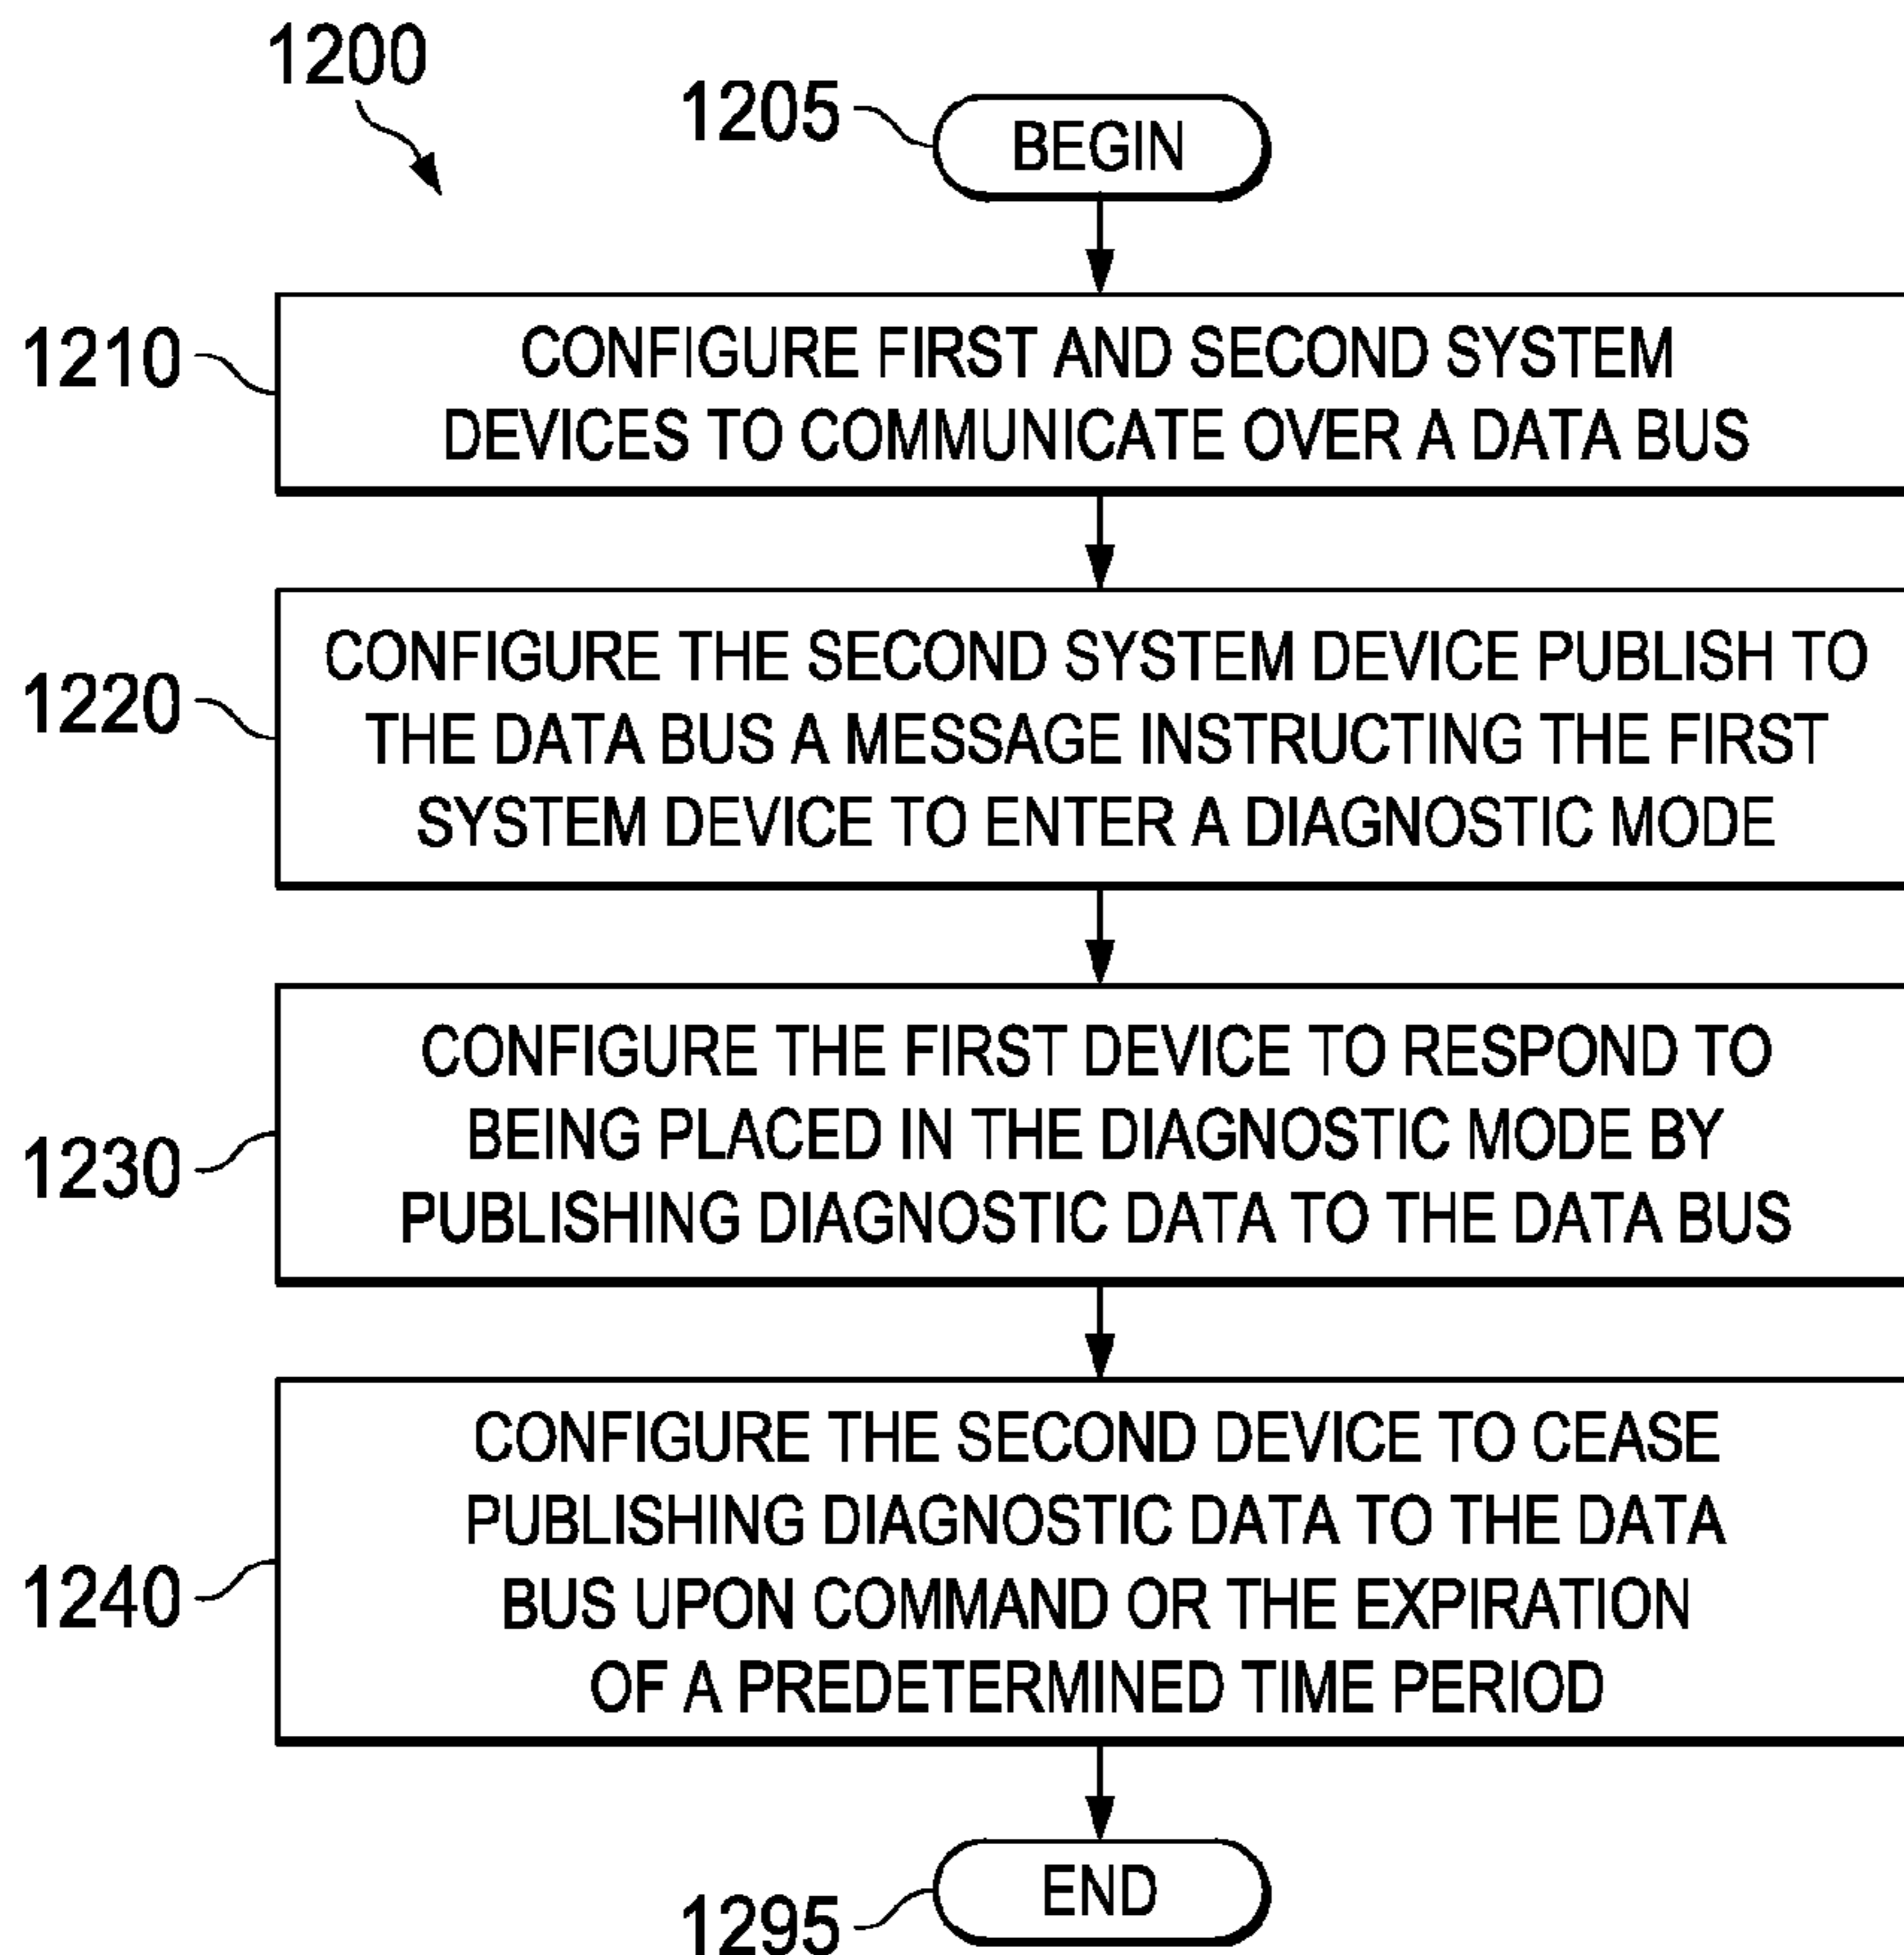 1200
1205
BEGIN
1210
CONFIGURE FIRST AND SECOND SYSTEM
DEVICES TO COMMUNICATE OVER A DATA BUS
1220
CONFIGURE THE SECOND SYSTEM DEVICE PUBLISH TO
THE DATA BUS A MESSAGE INSTRUCTING THE FIRST
SYSTEM DEVICE TO ENTER A DIAGNOSTIC MODE
1230
CONFIGURE THE FIRST DEVICE TO RESPOND TO
BEING PLACED IN THE DIAGNOSTIC MODE BY
PUBLISHING DIAGNOSTIC DATA TO THE DATA BUS
1240
CONFIGURE THE SECOND DEVICE TO CEASE
PUBLISHING DIAGNOSTIC DATA TO THE DATA
BUS UPON COMMAND OR THE EXPIRATION
OF A PREDETERMINED TIME PERIOD
1295
END